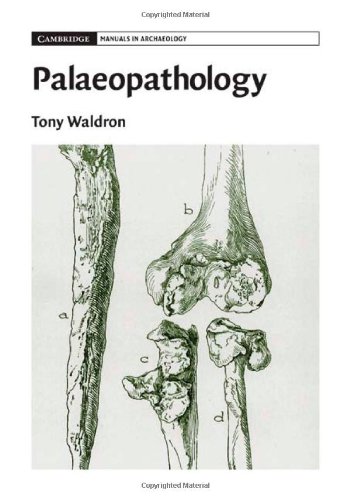 Copyrighted Material
CAMBRIDGE MANUALS IN ARCHAEOLOGY
Palaeopathology
Tony Waldron
b
a
c
d
Copyrighted Material